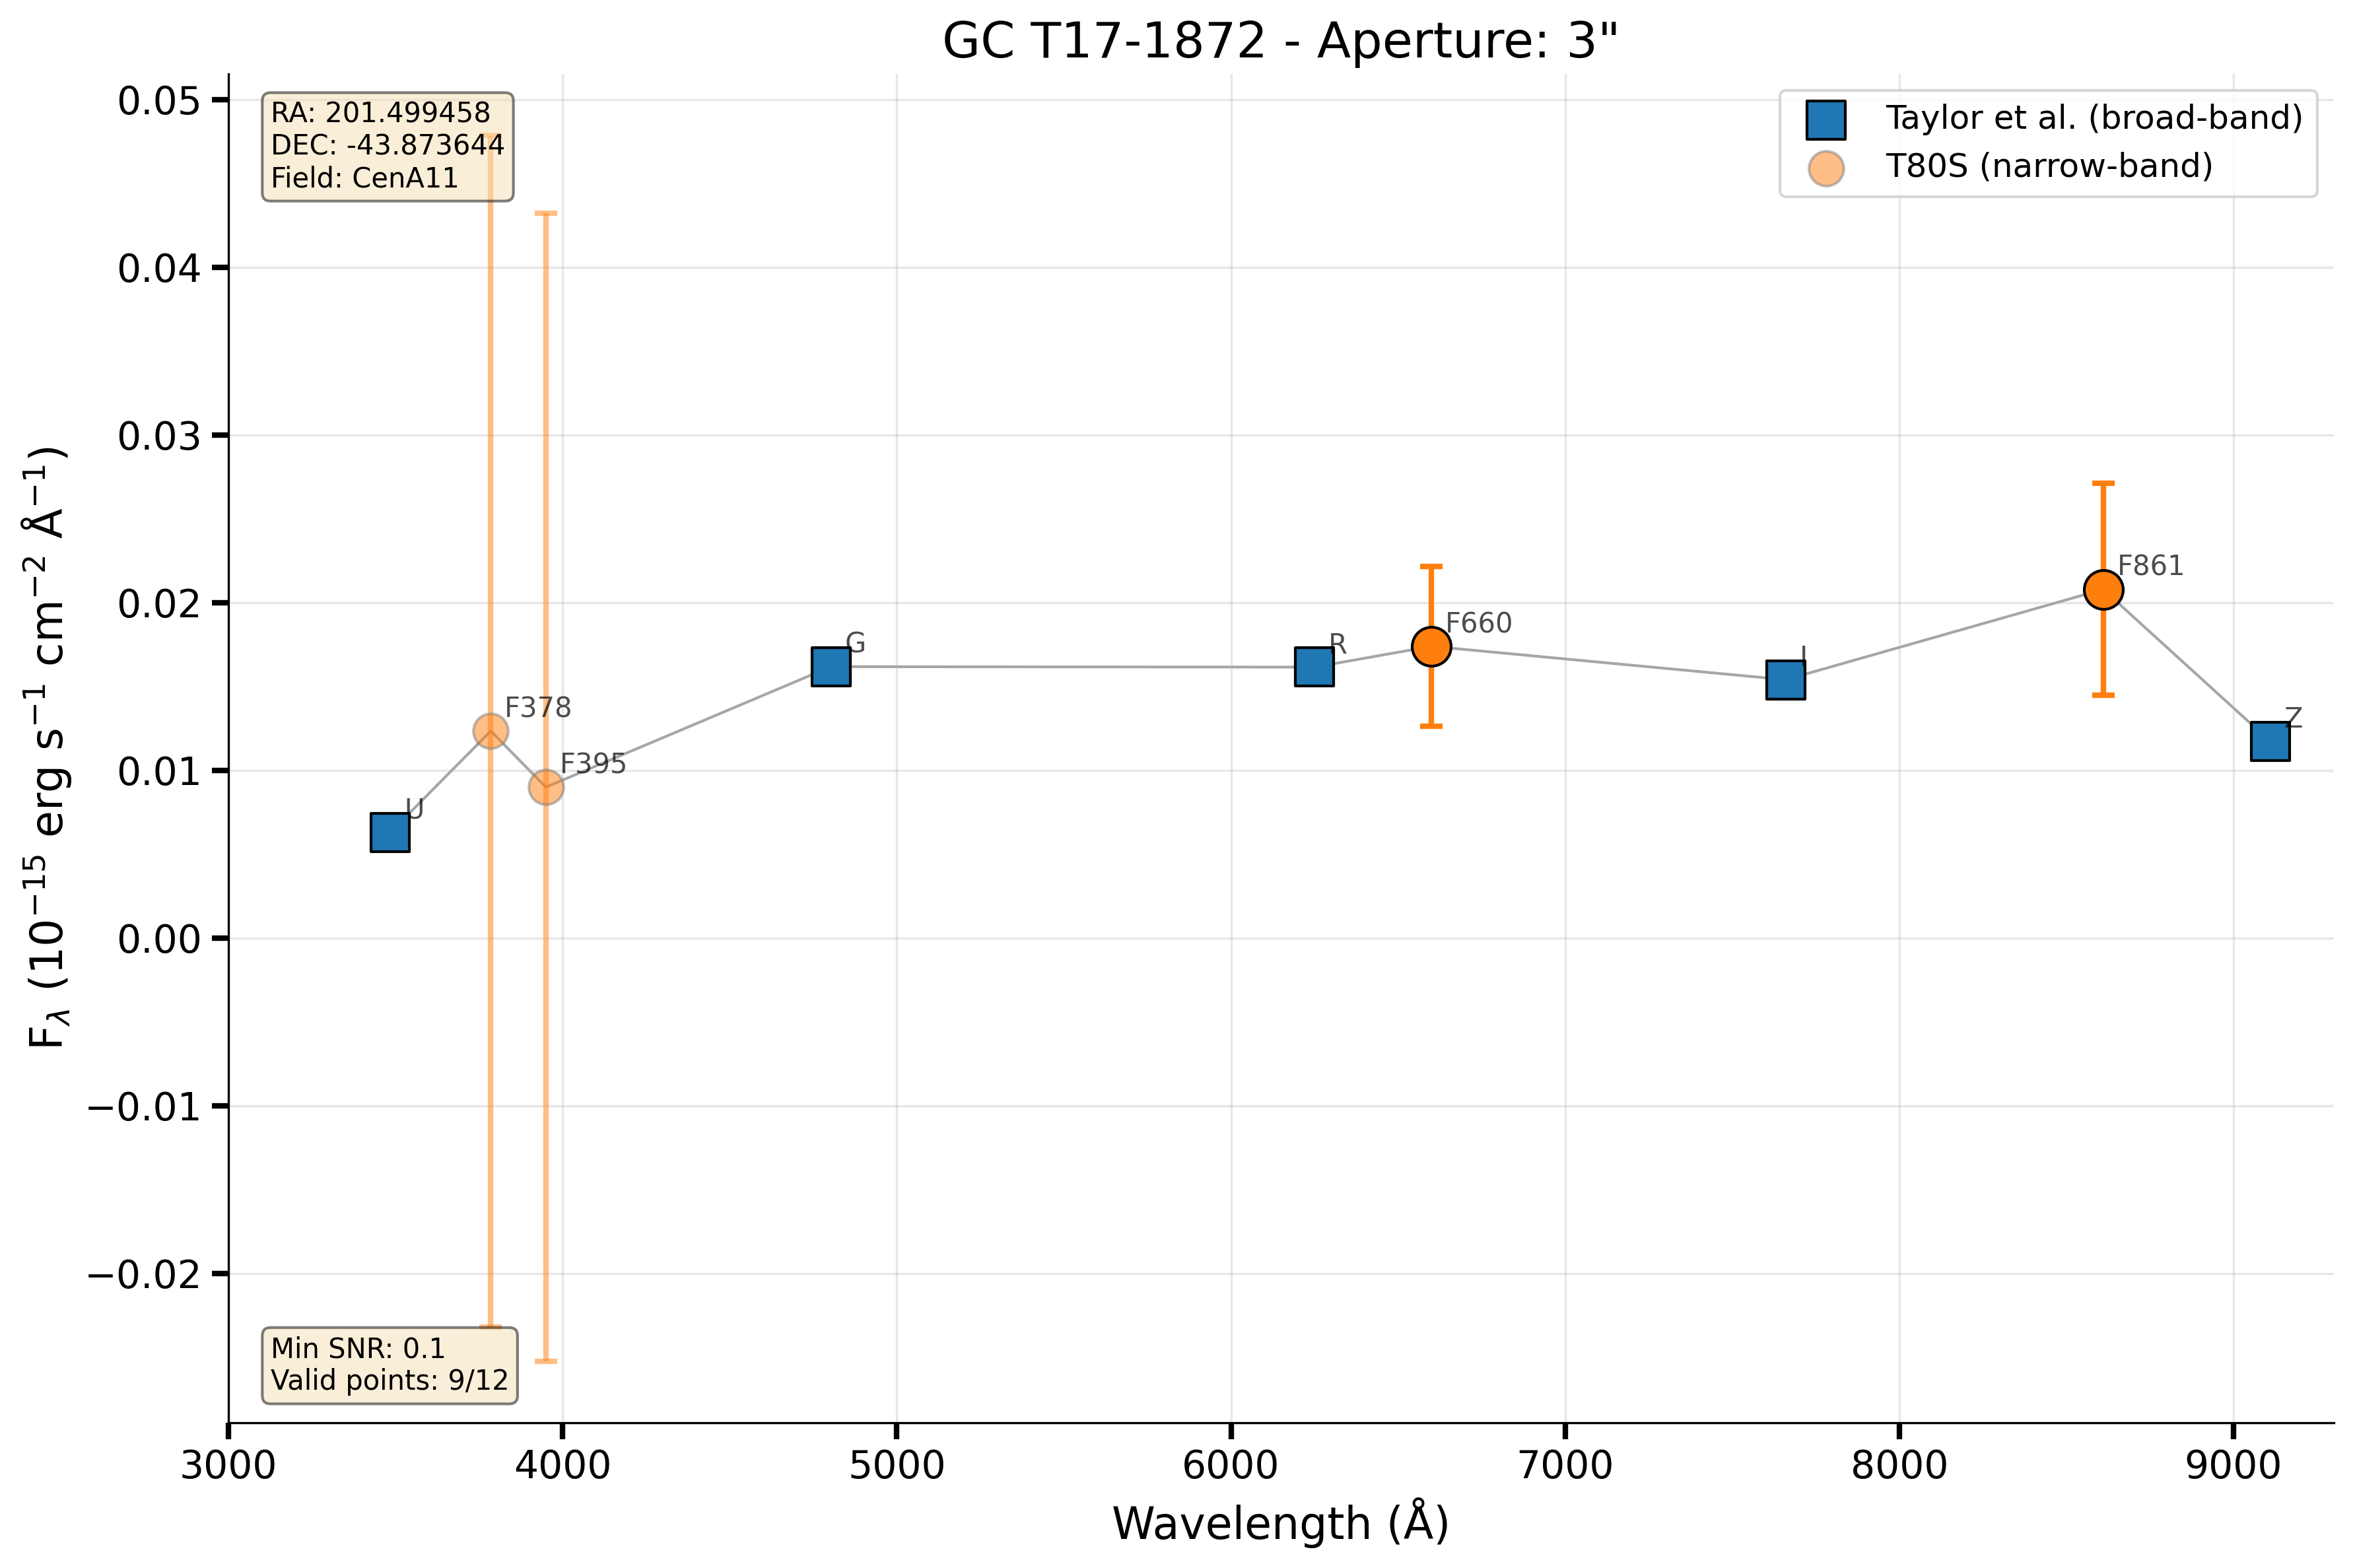 GC T17-1872 - Aperture: 3"
RA: 201.499458
DEC: -43.873644
Field: CenA11
Taylor et al. (broad-band)
T80S (narrow-band)
0.05
0.04
0.03
0.02
0.01
0.00
−0.01
−0.02
F_λ (10⁻¹⁵ erg s⁻¹ cm⁻² Å⁻¹)
U
F378
F395
G
R
F660
I
F861
Z
Min SNR: 0.1
Valid points: 9/12
3000 4000 5000 6000 7000 8000 9000
Wavelength (Å)